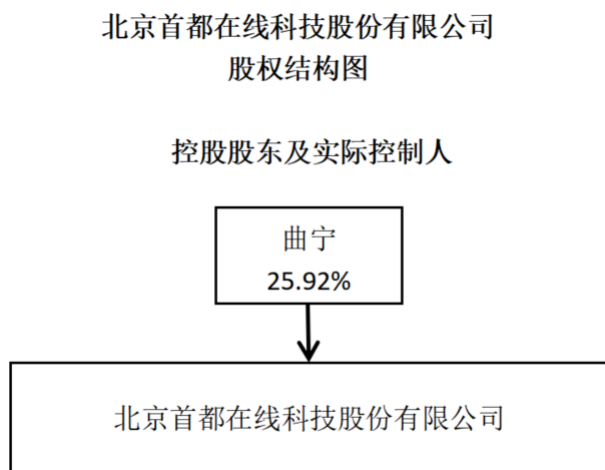 北京首都在线科技股份有限公司
股权结构图
控股股东及实际控制人
曲宁
25.92%
北京首都在线科技股份有限公司